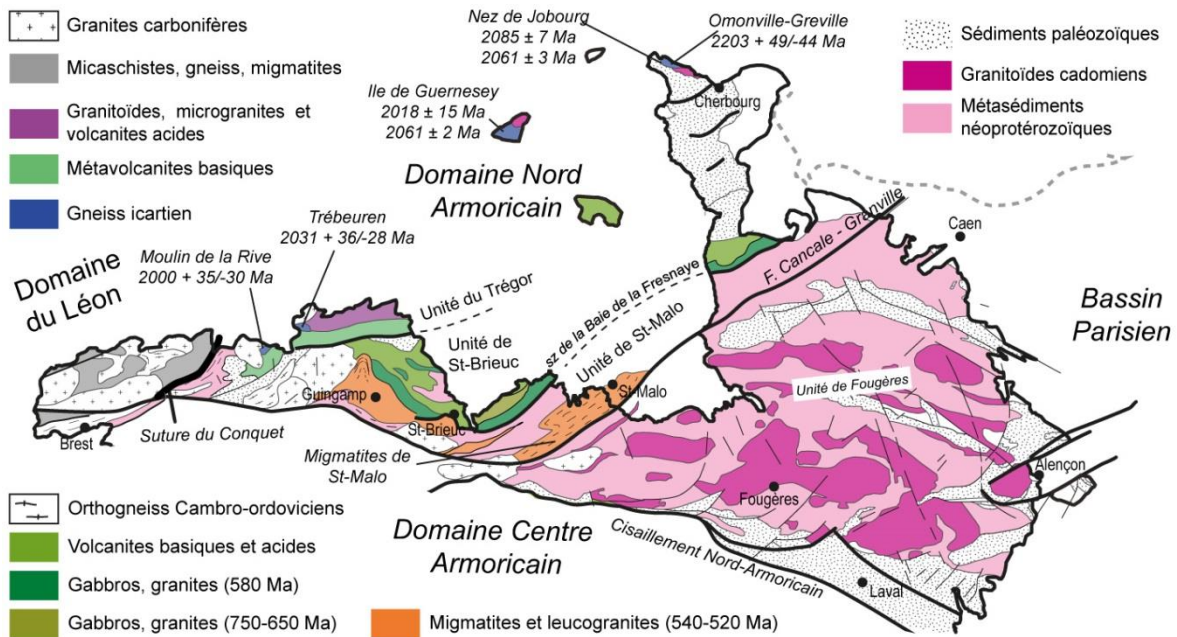 Granites carbonifères
Micaschistes, gneiss, migmatites
Granitoïdes, microgranites et
volcanites acides
Métavolcanites basiques
Gneiss icartien
Nez de Jobourg
2085 ± 7 Ma
2061 ± 3 Ma
Omonville-Greville
2203 + 49/-44 Ma
Sédiments paléozoïques
Granitoïdes cadomiens
Métasédiments
néoprotérozoïques
Ile de Guernesey
2018 ± 15 Ma
2061 ± 2 Ma
Cherbourg
Domaine Nord
Armoricain
Trébeuren
2031 + 36/-28 Ma
Moulin de la Rive
2000 + 35/-30 Ma
Domaine
du Léon
Unité du Trégor
Unité de
St-Brieuc
sz de la Baie de la Fresnaye
Unité de St-Malo
F. Cancale - Granville
Caen
Bassin
Parisien
Unité de Fougères
Guingamp
St-Brieuc
St-Malo
Brest
Suture du Conquet
Migmatites de
St-Malo
Fougères
Alençon
Domaine Centre
Armoricain
Cisaillement Nord-Armoricain
Laval
Orthogneiss Cambro-ordoviciens
Volcanites basiques et acides
Gabbros, granites (580 Ma)
Gabbros, granites (750-650 Ma)
Migmatites et leucogranites (540-520 Ma)